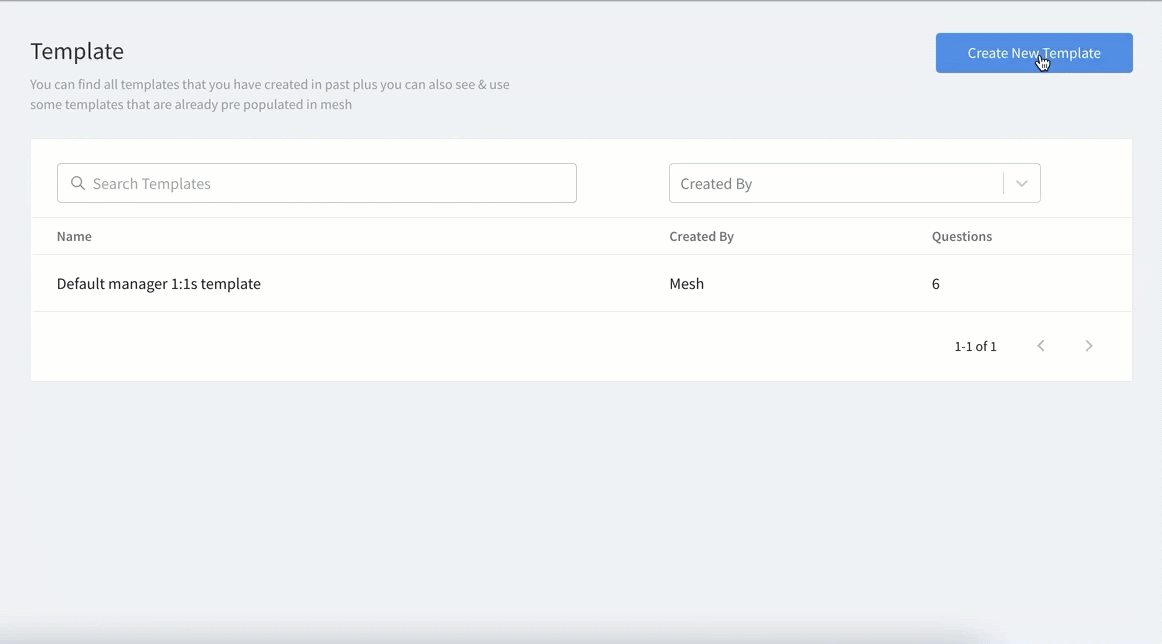 Template
Create New Template
You can find all templates that you have created in past plus you can also see & use
some templates that are already pre populated in mesh
Search Templates
Created By
Name
Created By
Questions
Default manager 1:1s template
Mesh
6
1-1 of 1